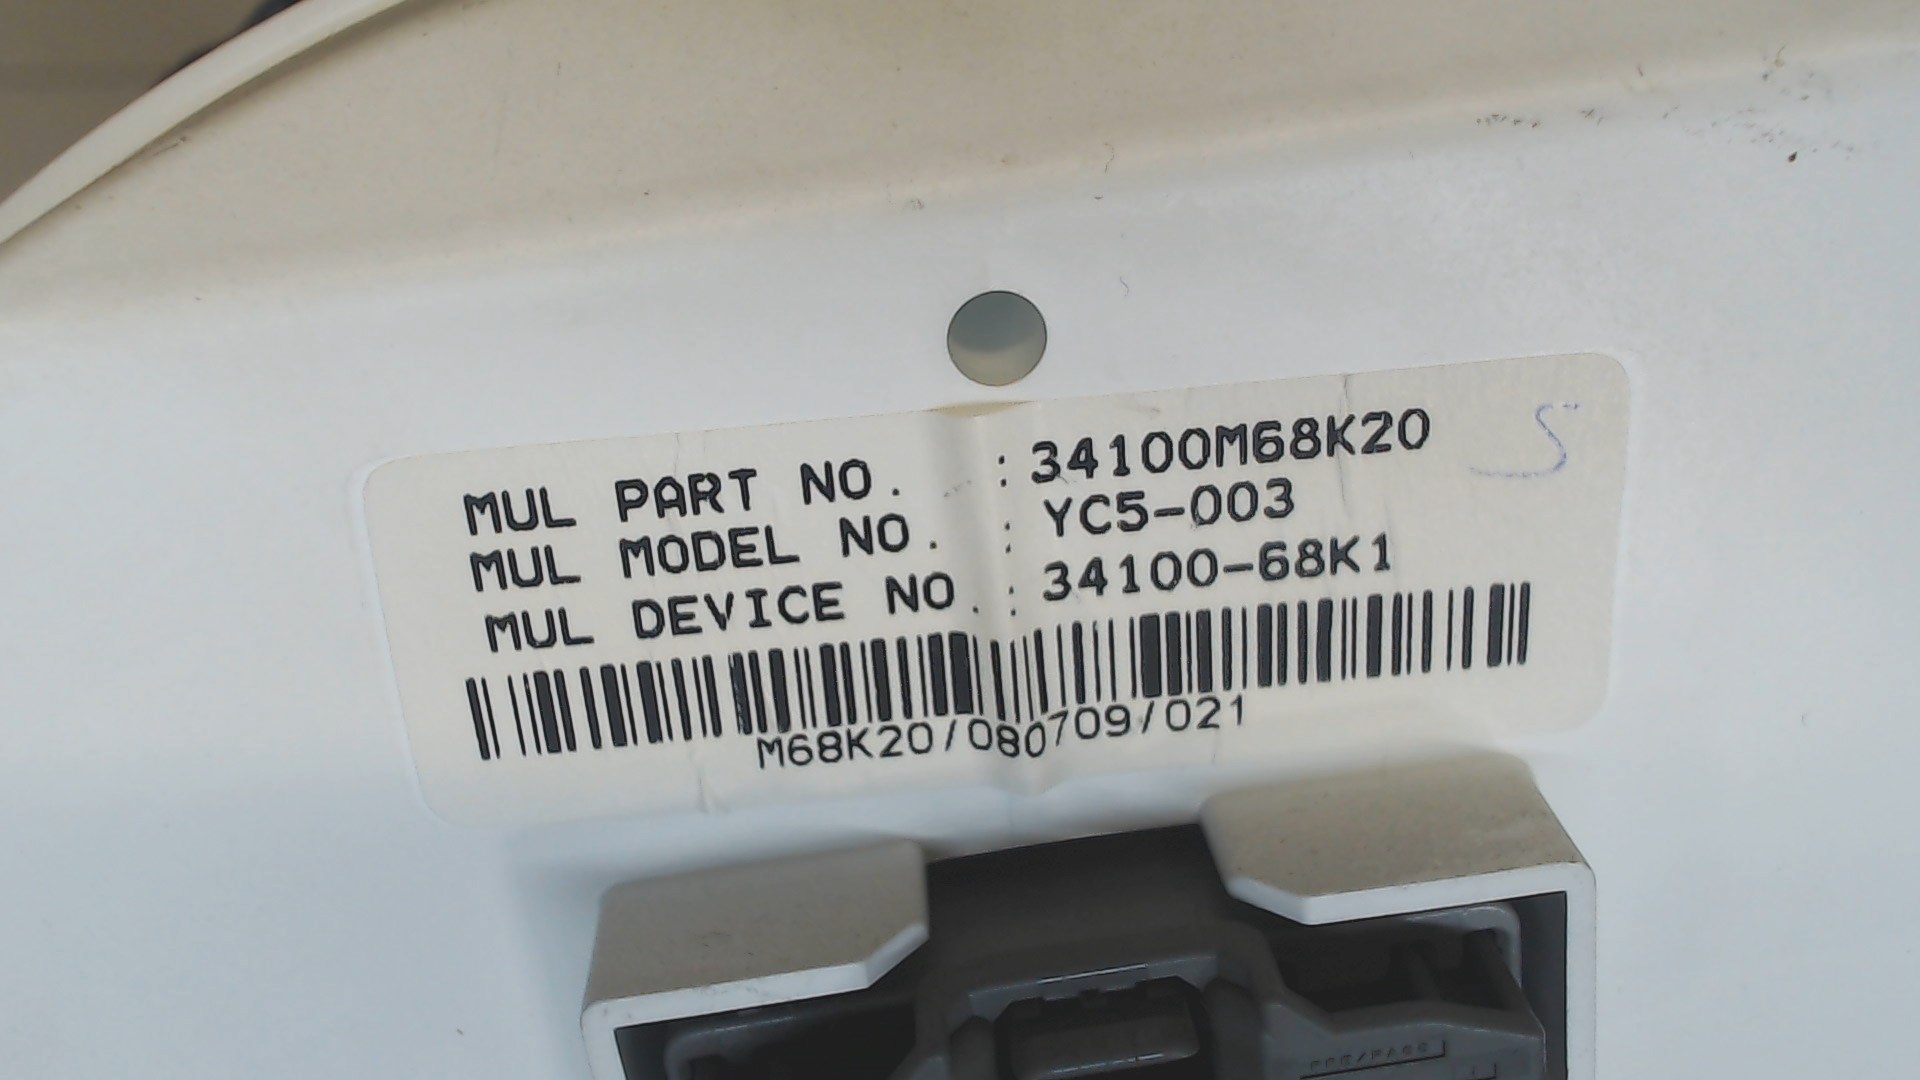 MUL PART NO. : 34100M68K20
MUL MODEL NO. : YC5-003
MUL DEVICE NO. : 34100-68K1
M68K20/080709/021